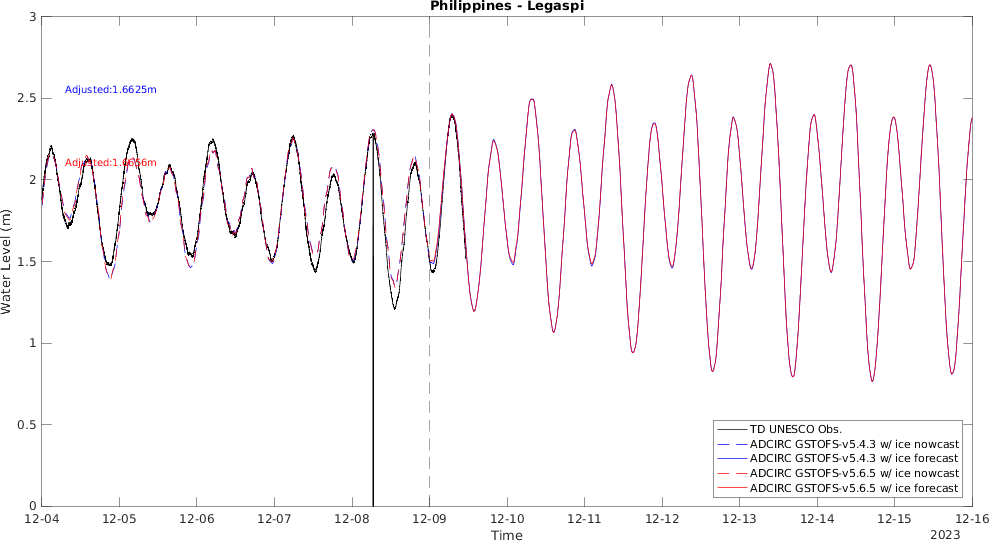 Philippines - Legaspi
3
2.5
2
1.5
1
0.5
0
Water Level (m)
Adjusted:1.6625m
Adjusted:1.6656m
TD UNESCO Obs.
ADCIRC GSTOFS-v5.4.3 w/ ice nowcast
ADCIRC GSTOFS-v5.4.3 w/ ice forecast
ADCIRC GSTOFS-v5.6.5 w/ ice nowcast
ADCIRC GSTOFS-v5.6.5 w/ ice forecast
12-04 12-05 12-06 12-07 12-08 12-09 12-10 12-11 12-12 12-13 12-14 12-15 12-16
Time
2023